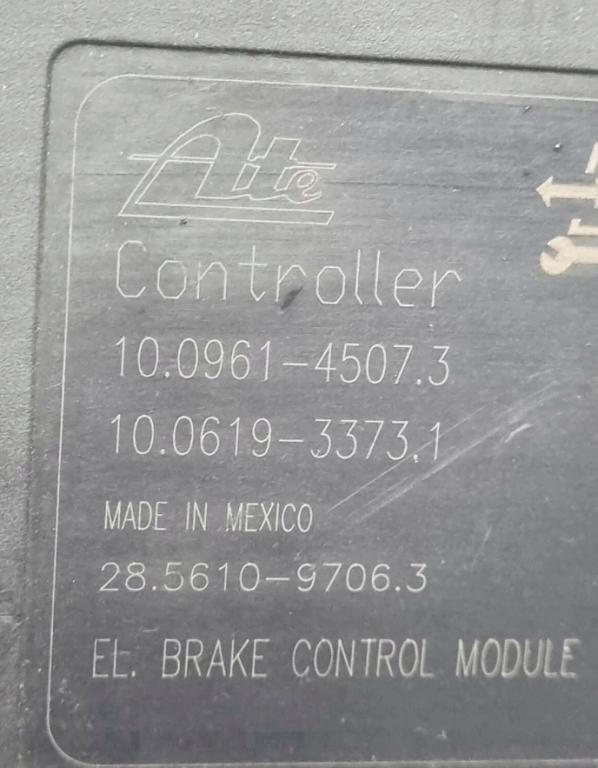 Ate
Controller
10.0961-4507.3
10.0619-3373.1
MADE IN MEXICO
28.5610-9706.3
EL. BRAKE CONTROL MODULE